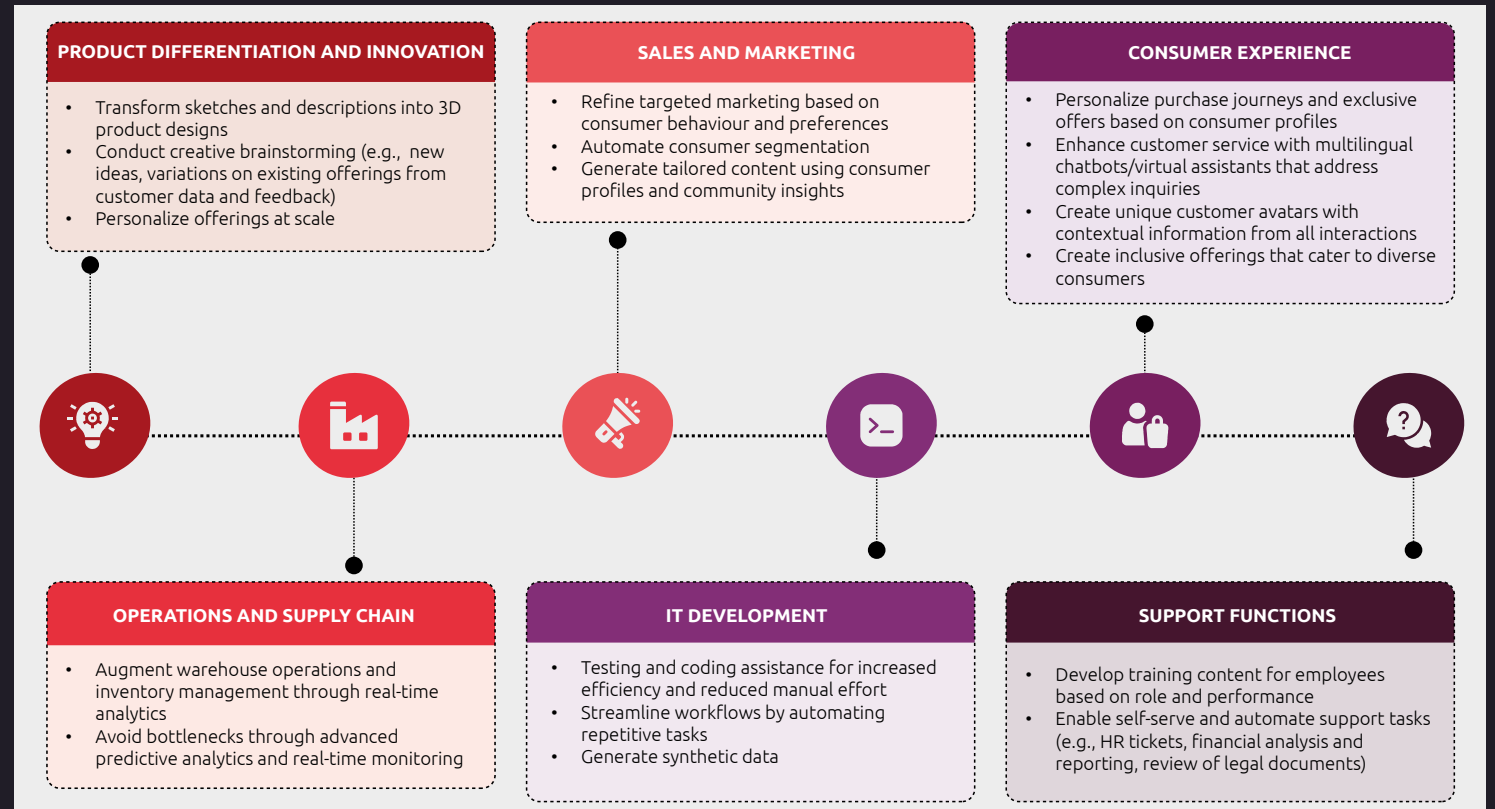 PRODUCT DIFFERENTIATION AND INNOVATION
• Transform sketches and descriptions into 3D
product designs
• Conduct creative brainstorming (e.g., new
ideas, variations on existing offerings from
customer data and feedback)
• Personalize offerings at scale
SALES AND MARKETING
• Refine targeted marketing based on
consumer behaviour and preferences
• Automate consumer segmentation
• Generate tailored content using consumer
profiles and community insights
CONSUMER EXPERIENCE
• Personalize purchase journeys and exclusive
offers based on consumer profiles
• Enhance customer service with multilingual
chatbots/virtual assistants that address
complex inquiries
• Create unique customer avatars with
contextual information from all interactions
• Create inclusive offerings that cater to diverse
consumers
>_
?
OPERATIONS AND SUPPLY CHAIN
• Augment warehouse operations and
inventory management through real-time
analytics
• Avoid bottlenecks through advanced
predictive analytics and real-time monitoring
IT DEVELOPMENT
• Testing and coding assistance for increased
efficiency and reduced manual effort
• Streamline workflows by automating
repetitive tasks
• Generate synthetic data
SUPPORT FUNCTIONS
• Develop training content for employees
based on role and performance
• Enable self-serve and automate support tasks
(e.g., HR tickets, financial analysis and
reporting, review of legal documents)